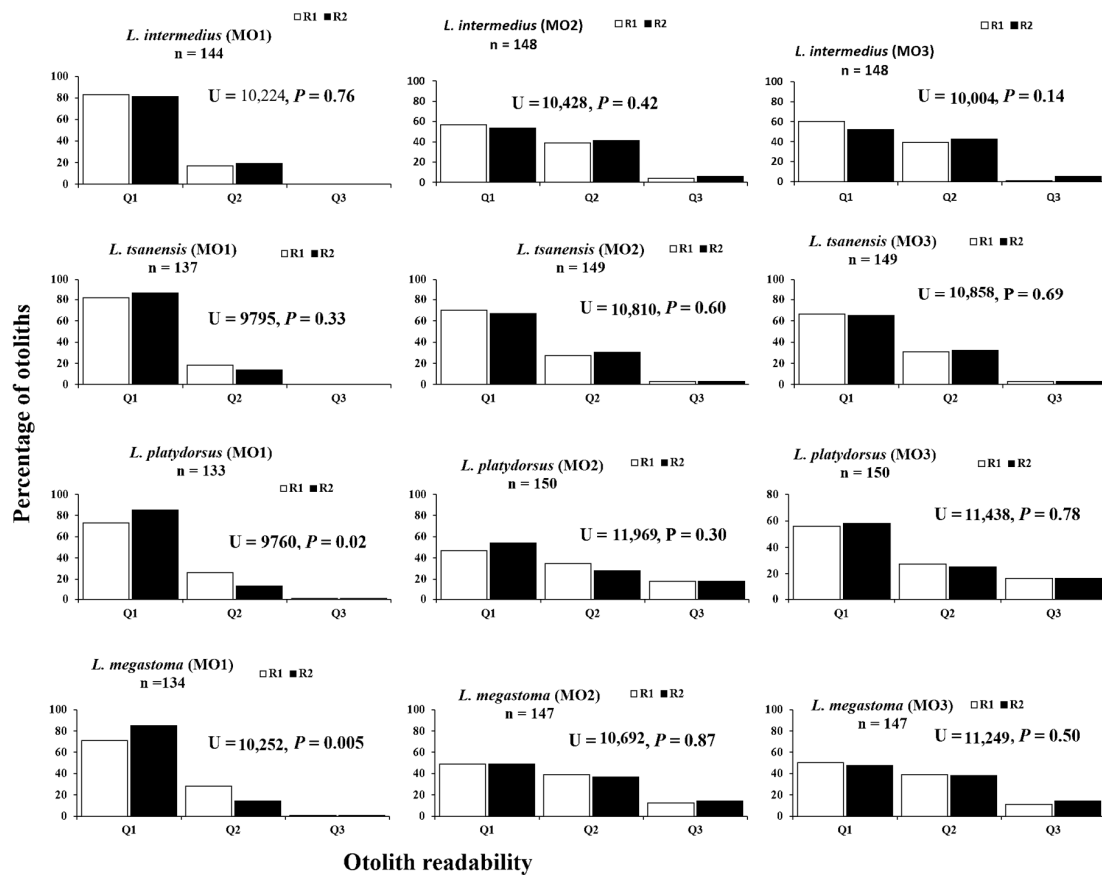 Percentage of otoliths
L. intermedius (MO1)
n = 144
R1 R2
U = 10,224, P = 0.76
100
80
60
40
20
0
Q1 Q2 Q3
L. intermedius (MO2)
n = 148
R1 R2
U = 10,428, P = 0.42
100
80
60
40
20
0
Q1 Q2 Q3
R1 R2
L. intermedius (MO3)
n = 148
U = 10,004, P = 0.14
100
80
60
40
20
0
Q1 Q2 Q3
L. tsanensis (MO1)
n = 137
R1 R2
U = 9795, P = 0.33
100
80
60
40
20
0
Q1 Q2 Q3
L. tsanensis (MO2)
n = 149
R1 R2
U = 10,810, P = 0.60
100
80
60
40
20
0
Q1 Q2 Q3
L. tsanensis (MO3)
n = 149
R1 R2
U = 10,858, P = 0.69
100
80
60
40
20
0
Q1 Q2 Q3
L. platydorsus (MO1)
n = 133
R1 R2
U = 9760, P = 0.02
100
80
60
40
20
0
Q1 Q2 Q3
L. platydorsus (MO2)
n = 150
R1 R2
U = 11,969, P = 0.30
100
80
60
40
20
0
Q1 Q2 Q3
L. platydorsus (MO3)
n = 150
R1 R2
U = 11,438, P = 0.78
80
60
40
20
0
Q1 Q2 Q3
L. megastoma (MO1)
n =134
R1 R2
U = 10,252, P = 0.005
100
80
60
40
20
0
Q1 Q2 Q3
L. megastoma (MO2)
n = 147
R1 R2
U = 10,692, P = 0.87
100
80
60
40
20
0
Q1 Q2 Q3
L. megastoma (MO3)
n = 147
R1 R2
U = 11,249, P = 0.50
100
80
60
40
20
0
Q1 Q2 Q3
Otolith readability